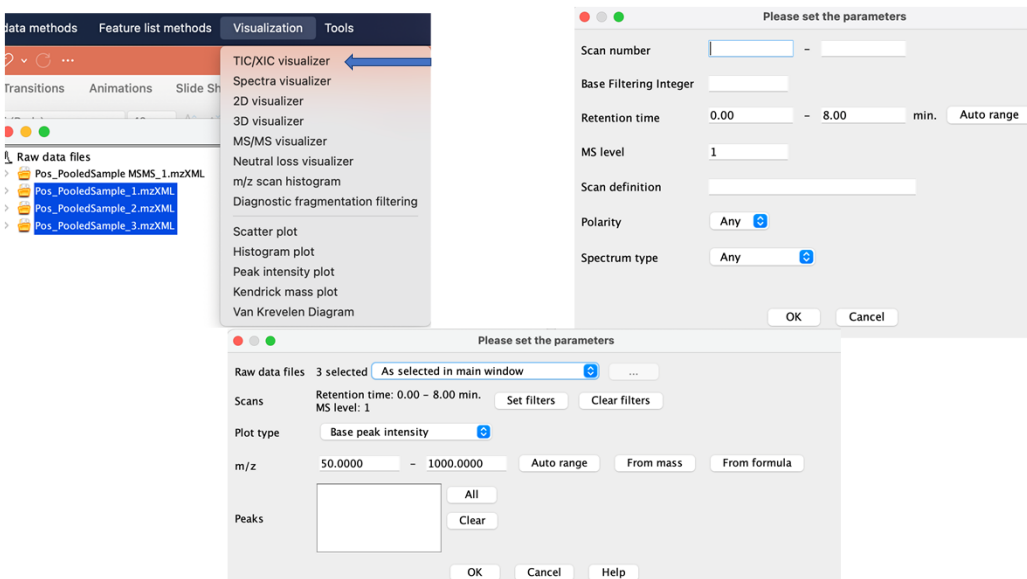 data methods Feature list methods Visualization Tools
Transitions Animations Slide Sh
TIC/XIC visualizer
Spectra visualizer
2D visualizer
3D visualizer
MS/MS visualizer
Neutral loss visualizer
m/z scan histogram
Diagnostic fragmentation filtering
Scatter plot
Histogram plot
Peak intensity plot
Kendrick mass plot
Van Krevelen Diagram
Raw data files
Pos_PooledSample MSMS_1.mzXML
Pos_PooledSample_1.mzXML
Pos_PooledSample_2.mzXML
Pos_PooledSample_3.mzXML
Please set the parameters
Scan number –
Base Filtering Integer
Retention time 0.00 – 8.00 min. Auto range
MS level 1
Scan definition
Polarity Any
Spectrum type Any
OK Cancel
Please set the parameters
Raw data files 3 selected As selected in main window ...
Scans Retention time: 0.00 – 8.00 min. Set filters Clear filters
MS level: 1
Plot type Base peak intensity
m/z 50.0000 – 1000.0000 Auto range From mass From formula
Peaks All
Clear
OK Cancel Help